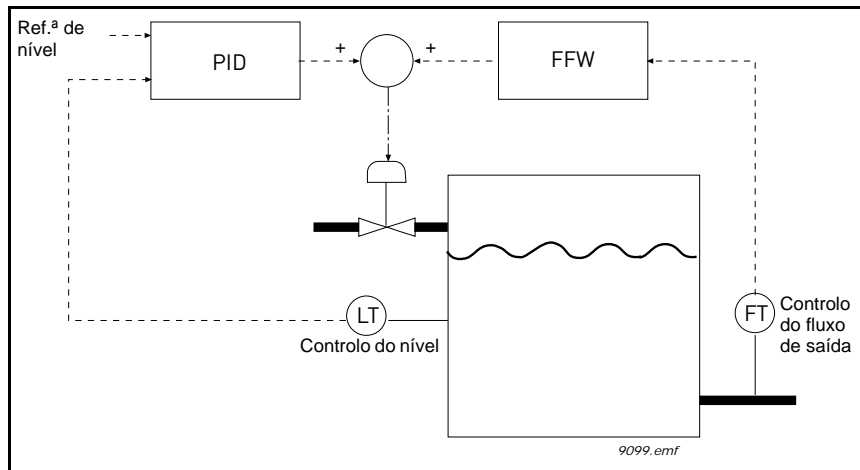 Ref.ª de
nível
PID
+
+
FFW
LT
Controlo do nível
FT
Controlo
do fluxo
de saída
9099.emf